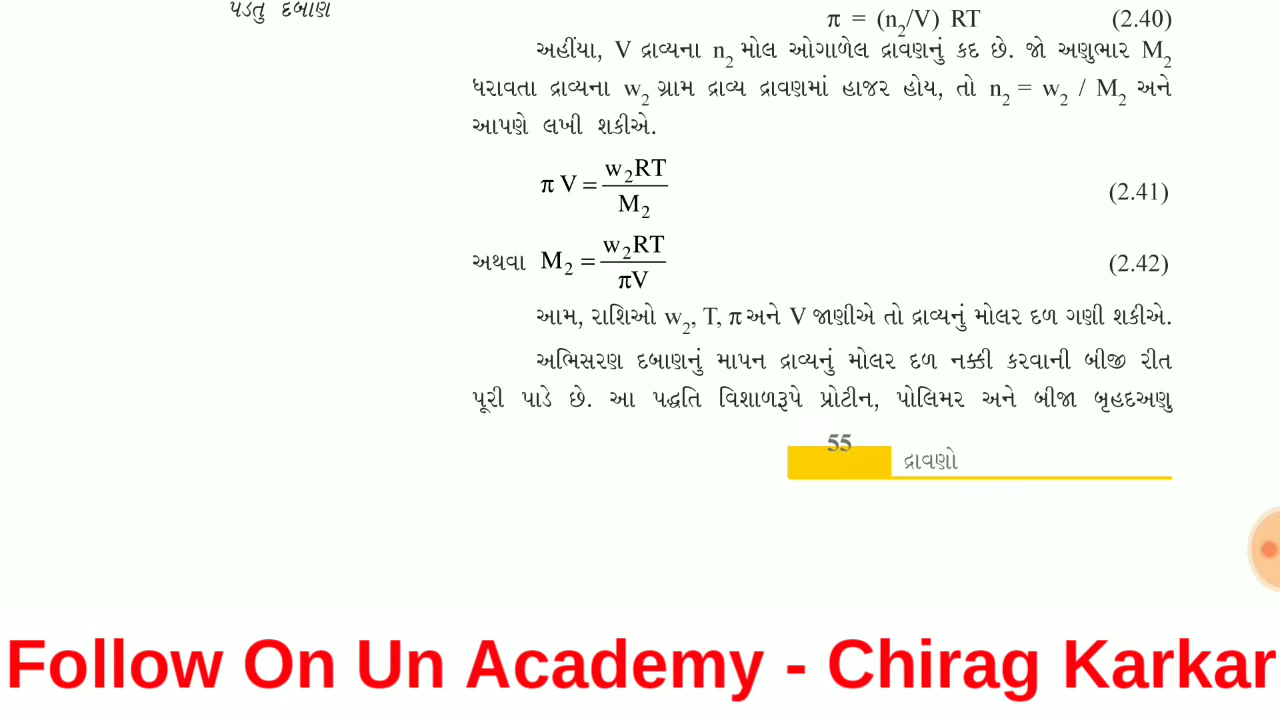 પડતુ દબાણ
π = (n₂/V) RT (2.40)
અહીંયા, V દ્રાવ્યના n₂ મોલ ઓગાળેલ દ્રાવણનું કદ છે. જો અણુભાર M₂
ધરાવતા દ્રાવ્યના w₂ ગ્રામ દ્રાવ્ય દ્રાવણમાં હાજર હોય, તો n₂ = w₂ / M₂ અને
આપણે લખી શકીએ.
π V = w₂RT / M₂ (2.41)
અથવા M₂ = w₂RT / πV (2.42)
આમ, રાશિઓ w₂, T, π અને V જાણીએ તો દ્રાવ્યનું મોલર દળ ગણી શકીએ.
અભિસરણ દબાણનું માપન દ્રાવ્યનું મોલર દળ નક્કી કરવાની બીજી રીત
પૂરી પાડે છે. આ પદ્ધતિ વિશાળરૂપે પ્રોટીન, પોલિમર અને બીજા બૃહદઅણુ
55
દ્રાવણો
Follow On Un Academy - Chirag Karkar